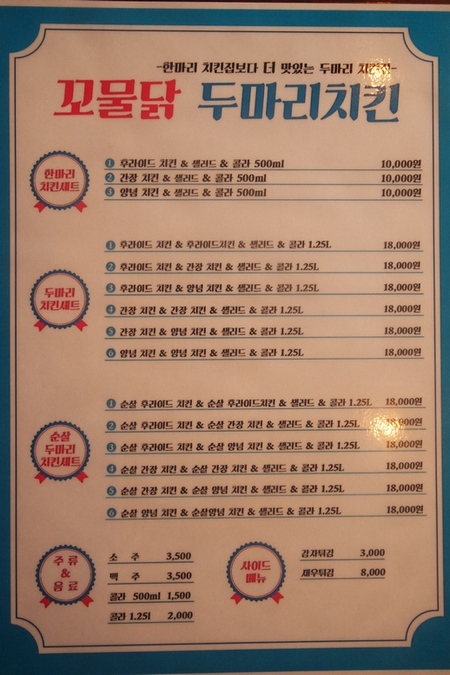 -한마리 치킨집보다 더 맛있는 두마리 치킨집-
꼬물닭 두마리치킨
한마리
치킨세트
1 후라이드 치킨 & 샐러드 & 콜라 500ml 10,000원
2 간장 치킨 & 샐러드 & 콜라 500ml 10,000원
3 양념 치킨 & 샐러드 & 콜라 500ml 10,000원
두마리
치킨세트
1 후라이드 치킨 & 후라이드치킨 & 샐러드 & 콜라 1.25L 18,000원
2 후라이드 치킨 & 간장 치킨 & 샐러드 & 콜라 1.25L 18,000원
3 후라이드 치킨 & 양념 치킨 & 샐러드 & 콜라 1.25L 18,000원
4 간장 치킨 & 간장 치킨 & 샐러드 & 콜라 1.25L 18,000원
5 간장 치킨 & 양념 치킨 & 샐러드 & 콜라 1.25L 18,000원
6 양념 치킨 & 양념 치킨 & 샐러드 & 콜라 1.25L 18,000원
순살
두마리
치킨세트
1 순살 후라이드 치킨 & 순살 후라이드치킨 & 샐러드 & 콜라 1.25L 18,000원
2 순살 후라이드 치킨 & 순살 간장 치킨 & 샐러드 & 콜라 1.25L 18,000원
3 순살 후라이드 치킨 & 순살 양념 치킨 & 샐러드 & 콜라 1.25L 18,000원
4 순살 간장 치킨 & 순살 간장 치킨 & 샐러드 & 콜라 1.25L 18,000원
5 순살 간장 치킨 & 순살 양념 치킨 & 샐러드 & 콜라 1.25L 18,000원
6 순살 양념 치킨 & 순살양념 치킨 & 샐러드 & 콜라 1.25L 18,000원
주류
&
음료
소 주 3,500
맥 주 3,500
콜라 500ml 1,500
콜라 1.25l 2,000
사이드
메뉴
감자튀김 3,000
새우튀김 8,000